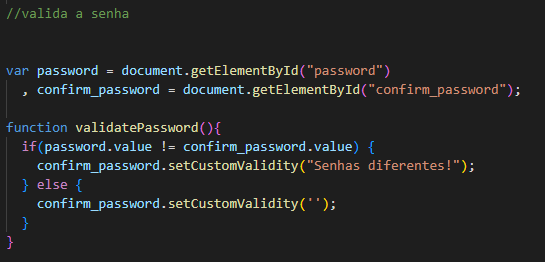 //valida a senha
var password = document.getElementById("password")
, confirm_password = document.getElementById("confirm_password");
function validatePassword(){
if(password.value != confirm_password.value) {
confirm_password.setCustomValidity("Senhas diferentes!");
} else {
confirm_password.setCustomValidity('');
}
}